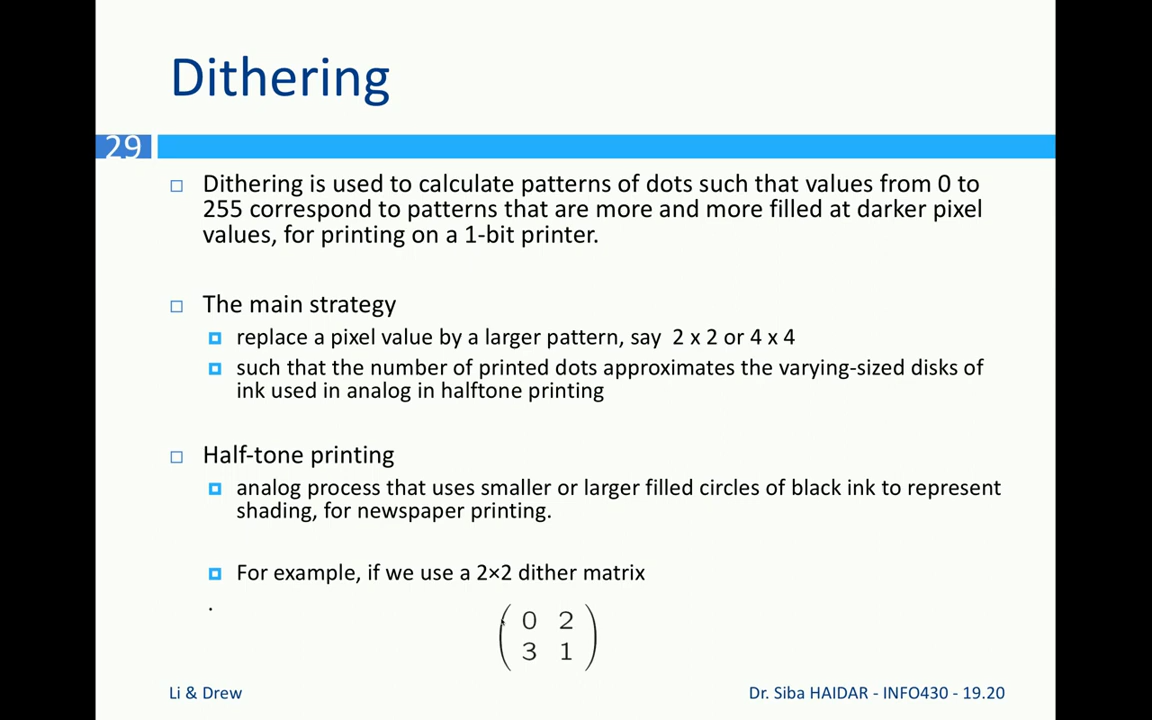 Dithering
29
Dithering is used to calculate patterns of dots such that values from 0 to
255 correspond to patterns that are more and more filled at darker pixel
values, for printing on a 1-bit printer.
The main strategy
replace a pixel value by a larger pattern, say 2 x 2 or 4 x 4
such that the number of printed dots approximates the varying-sized disks of
ink used in analog in halftone printing
Half-tone printing
analog process that uses smaller or larger filled circles of black ink to represent
shading, for newspaper printing.
For example, if we use a 2×2 dither matrix
.
0 2
3 1
Li & Drew
Dr. Siba HAIDAR - INFO430 - 19.20